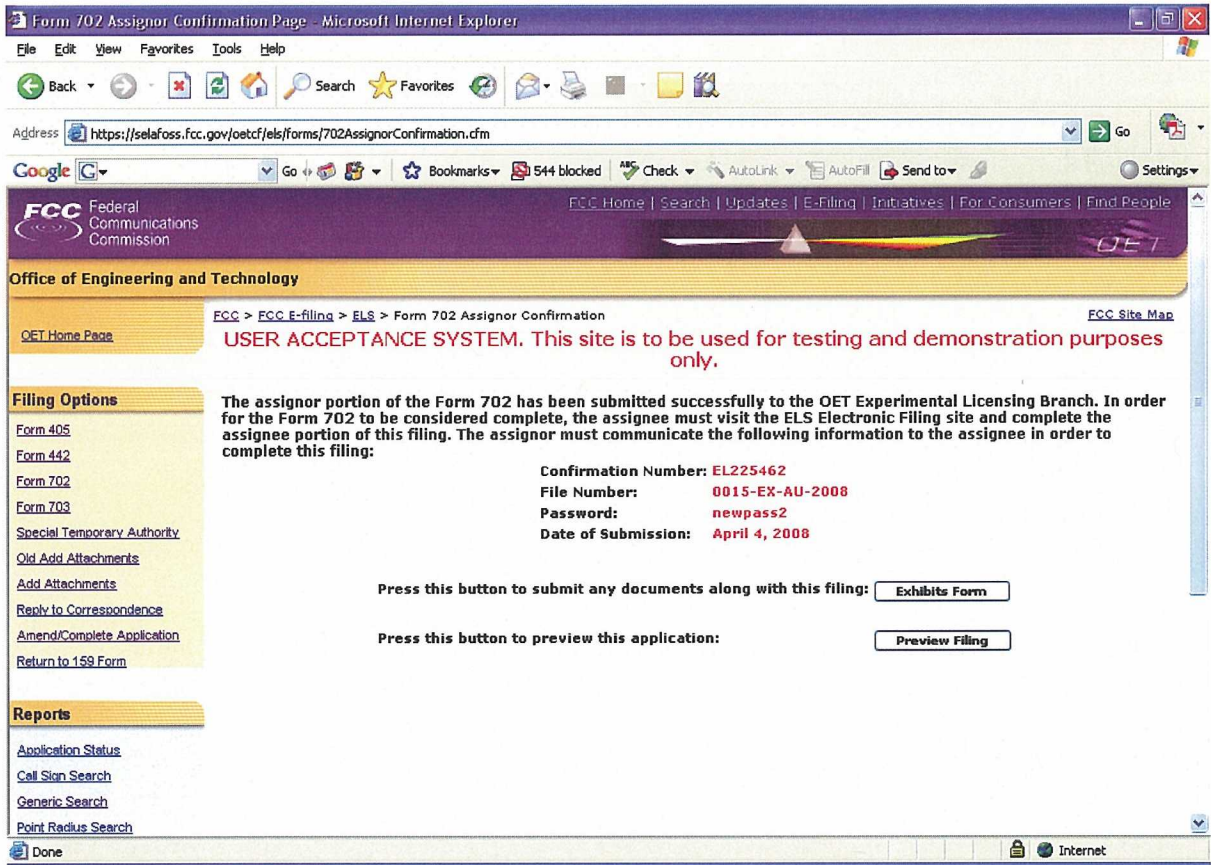 Form 702 Assignor Confirmation Page - Microsoft Internet Explorer
File Edit View Favorites Tools Help
Back Search Favorites
Address https://selafoss.fcc.gov/oetcf/els/forms/702AssignorConfirmation.cfm Go
Google G Go Bookmarks 544 blocked ABC Check AutoLink AutoFill Send to Settings
FCC Federal Communications Commission
FCC Home | Search | Updates | E-Filing | Initiatives | For Consumers | Find People
OET
Office of Engineering and Technology
OET Home Page
FCC > FCC E-filing > ELS > Form 702 Assignor Confirmation FCC Site Map
USER ACCEPTANCE SYSTEM. This site is to be used for testing and demonstration purposes
only.
Filing Options
Form 405
Form 442
Form 702
Form 703
Special Temporary Authority
Old Add Attachments
Add Attachments
Reply to Correspondence
Amend/Complete Application
Return to 159 Form
Reports
Application Status
Call Sign Search
Generic Search
Point Radius Search
The assignor portion of the Form 702 has been submitted successfully to the OET Experimental Licensing Branch. In order
for the Form 702 to be considered complete, the assignee must visit the ELS Electronic Filing site and complete the
assignee portion of this filing. The assignor must communicate the following information to the assignee in order to
complete this filing:
Confirmation Number: EL225462
File Number: 0015-EX-AU-2008
Password: newpass2
Date of Submission: April 4, 2008
Press this button to submit any documents along with this filing: Exhibits Form
Press this button to preview this application: Preview Filing
Done Internet